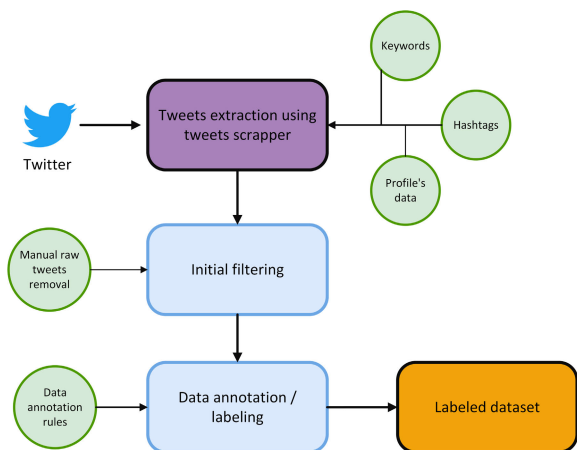 Keywords
Tweets extraction using
tweets scrapper
Hashtags
Twitter
Profile's
data
Manual raw
tweets
removal
Initial filtering
Data
annotation
rules
Data annotation /
labeling
Labeled dataset